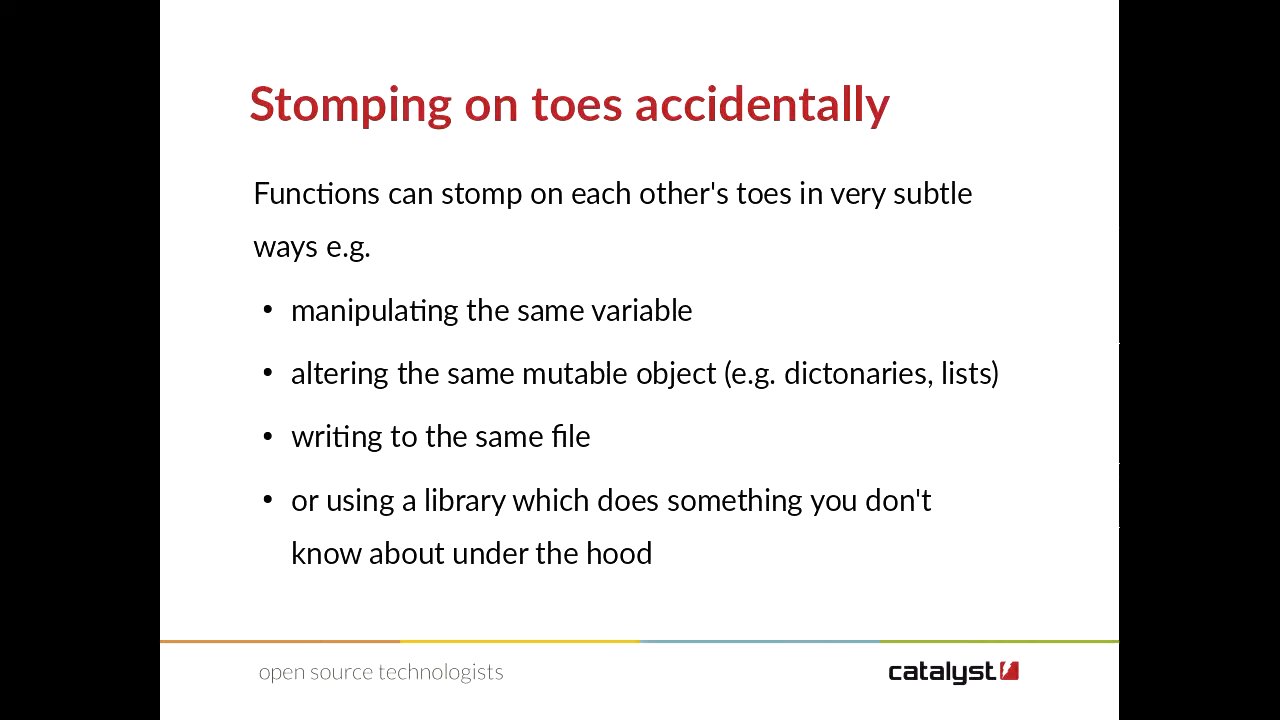 Stomping on toes accidentally
Functions can stomp on each other's toes in very subtle
ways e.g.
• manipulating the same variable
• altering the same mutable object (e.g. dictonaries, lists)
• writing to the same file
• or using a library which does something you don't
know about under the hood
open source technologists
catalyst